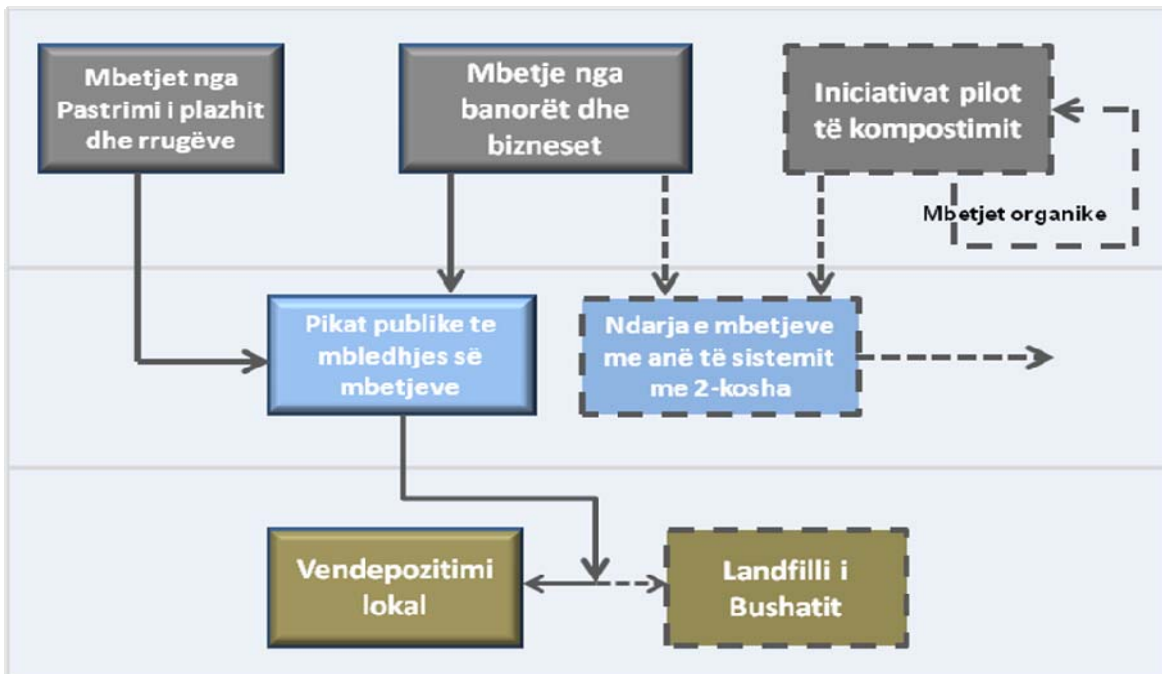 Mbetjet nga
Pastrimi i plazhit
dhe rrugëve
Mbetje nga
banorët dhe
bizneset
Iniciativat pilot
të kompostimit
Mbetjet organike
Pikat publike te
mbledhjes së
mbetjeve
Ndarja e mbetjeve
me anë të sistemit
me 2-kosha
Vendepozitimi
lokal
Landfilli i
Bushatit